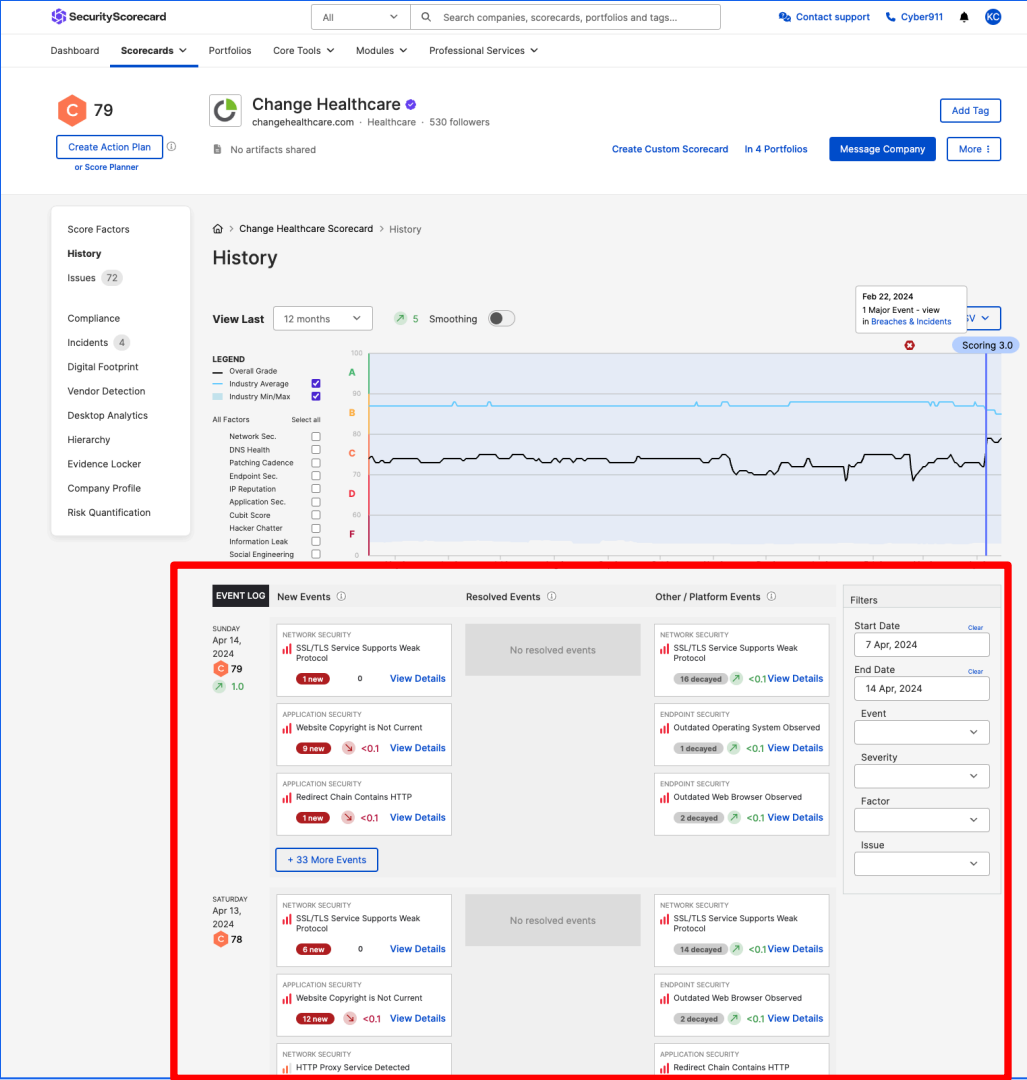 SecurityScorecard
All
Search companies, scorecards, portfolios and tags...
Contact support
Cyber911
KC
Dashboard
Scorecards
Portfolios
Core Tools
Modules
Professional Services
C 79
Create Action Plan
or Score Planner
Change Healthcare
changehealthcare.com · Healthcare · 530 followers
No artifacts shared
Add Tag
Create Custom Scorecard
In 4 Portfolios
Message Company
More
Score Factors
History
Issues 72
Compliance
Incidents 4
Digital Footprint
Vendor Detection
Desktop Analytics
Hierarchy
Evidence Locker
Company Profile
Risk Quantification
> Change Healthcare Scorecard > History
History
View Last
12 months
5
Smoothing
Feb 22, 2024
1 Major Event - view
in Breaches & Incidents
SV
Scoring 3.0
LEGEND
Overall Grade
Industry Average
Industry Min/Max
All Factors
Select all
Network Sec.
DNS Health
Patching Cadence
Endpoint Sec.
IP Reputation
Application Sec.
Cubit Score
Hacker Chatter
Information Leak
Social Engineering
100
A
90
B
80
C
70
D
60
F
0
EVENT LOG
New Events
Resolved Events
Other / Platform Events
SUNDAY
Apr 14,
2024
C 79
1.0
NETWORK SECURITY
SSL/TLS Service Supports Weak
Protocol
1 new
0
View Details
APPLICATION SECURITY
Website Copyright is Not Current
9 new
<0.1
View Details
APPLICATION SECURITY
Redirect Chain Contains HTTP
1 new
<0.1
View Details
+ 33 More Events
No resolved events
NETWORK SECURITY
SSL/TLS Service Supports Weak
Protocol
16 decayed
<0.1 View Details
ENDPOINT SECURITY
Outdated Operating System Observed
1 decayed
<0.1 View Details
ENDPOINT SECURITY
Outdated Web Browser Observed
2 decayed
<0.1 View Details
Filters
Start Date
Clear
7 Apr, 2024
End Date
Clear
14 Apr, 2024
Event
Severity
Factor
Issue
SATURDAY
Apr 13,
2024
C 78
NETWORK SECURITY
SSL/TLS Service Supports Weak
Protocol
6 new
0
View Details
APPLICATION SECURITY
Website Copyright is Not Current
12 new
<0.1
View Details
NETWORK SECURITY
HTTP Proxy Service Detected
No resolved events
NETWORK SECURITY
SSL/TLS Service Supports Weak
Protocol
14 decayed
<0.1 View Details
ENDPOINT SECURITY
Outdated Web Browser Observed
2 decayed
<0.1 View Details
APPLICATION SECURITY
Redirect Chain Contains HTTP